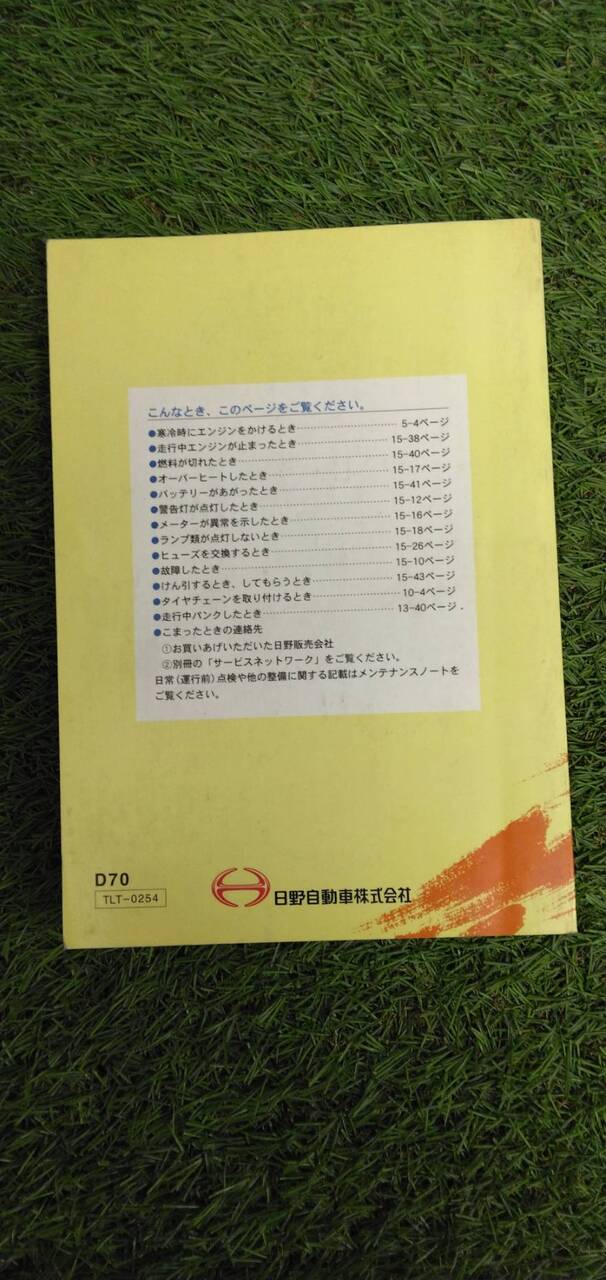 こんなとき、このページをご覧ください。
●寒冷時にエンジンをかけるとき 5-4ページ
●走行中エンジンが止まったとき 15-38ページ
●燃料が切れたとき 15-40ページ
●オーバーヒートしたとき 15-17ページ
●バッテリーがあがったとき 15-41ページ
●警告灯が点灯したとき 15-12ページ
●メーターが異常を示したとき 15-16ページ
●ランプ類が点灯しないとき 15-18ページ
●ヒューズを交換するとき 15-26ページ
●故障したとき 15-10ページ
●けん引するとき、してもらうとき 15-43ページ
●タイヤチェーンを取り付けるとき 10-4ページ
●走行中パンクしたとき 13-40ページ
●こまったときの連絡先
①お買いあげいただいた日野販売会社
②別冊の「サービスネットワーク」をご覧ください。
日常(運行前)点検や他の整備に関する記載はメンテナンスノートを
ご覧ください。
D70
TLT-0254
日野自動車株式会社